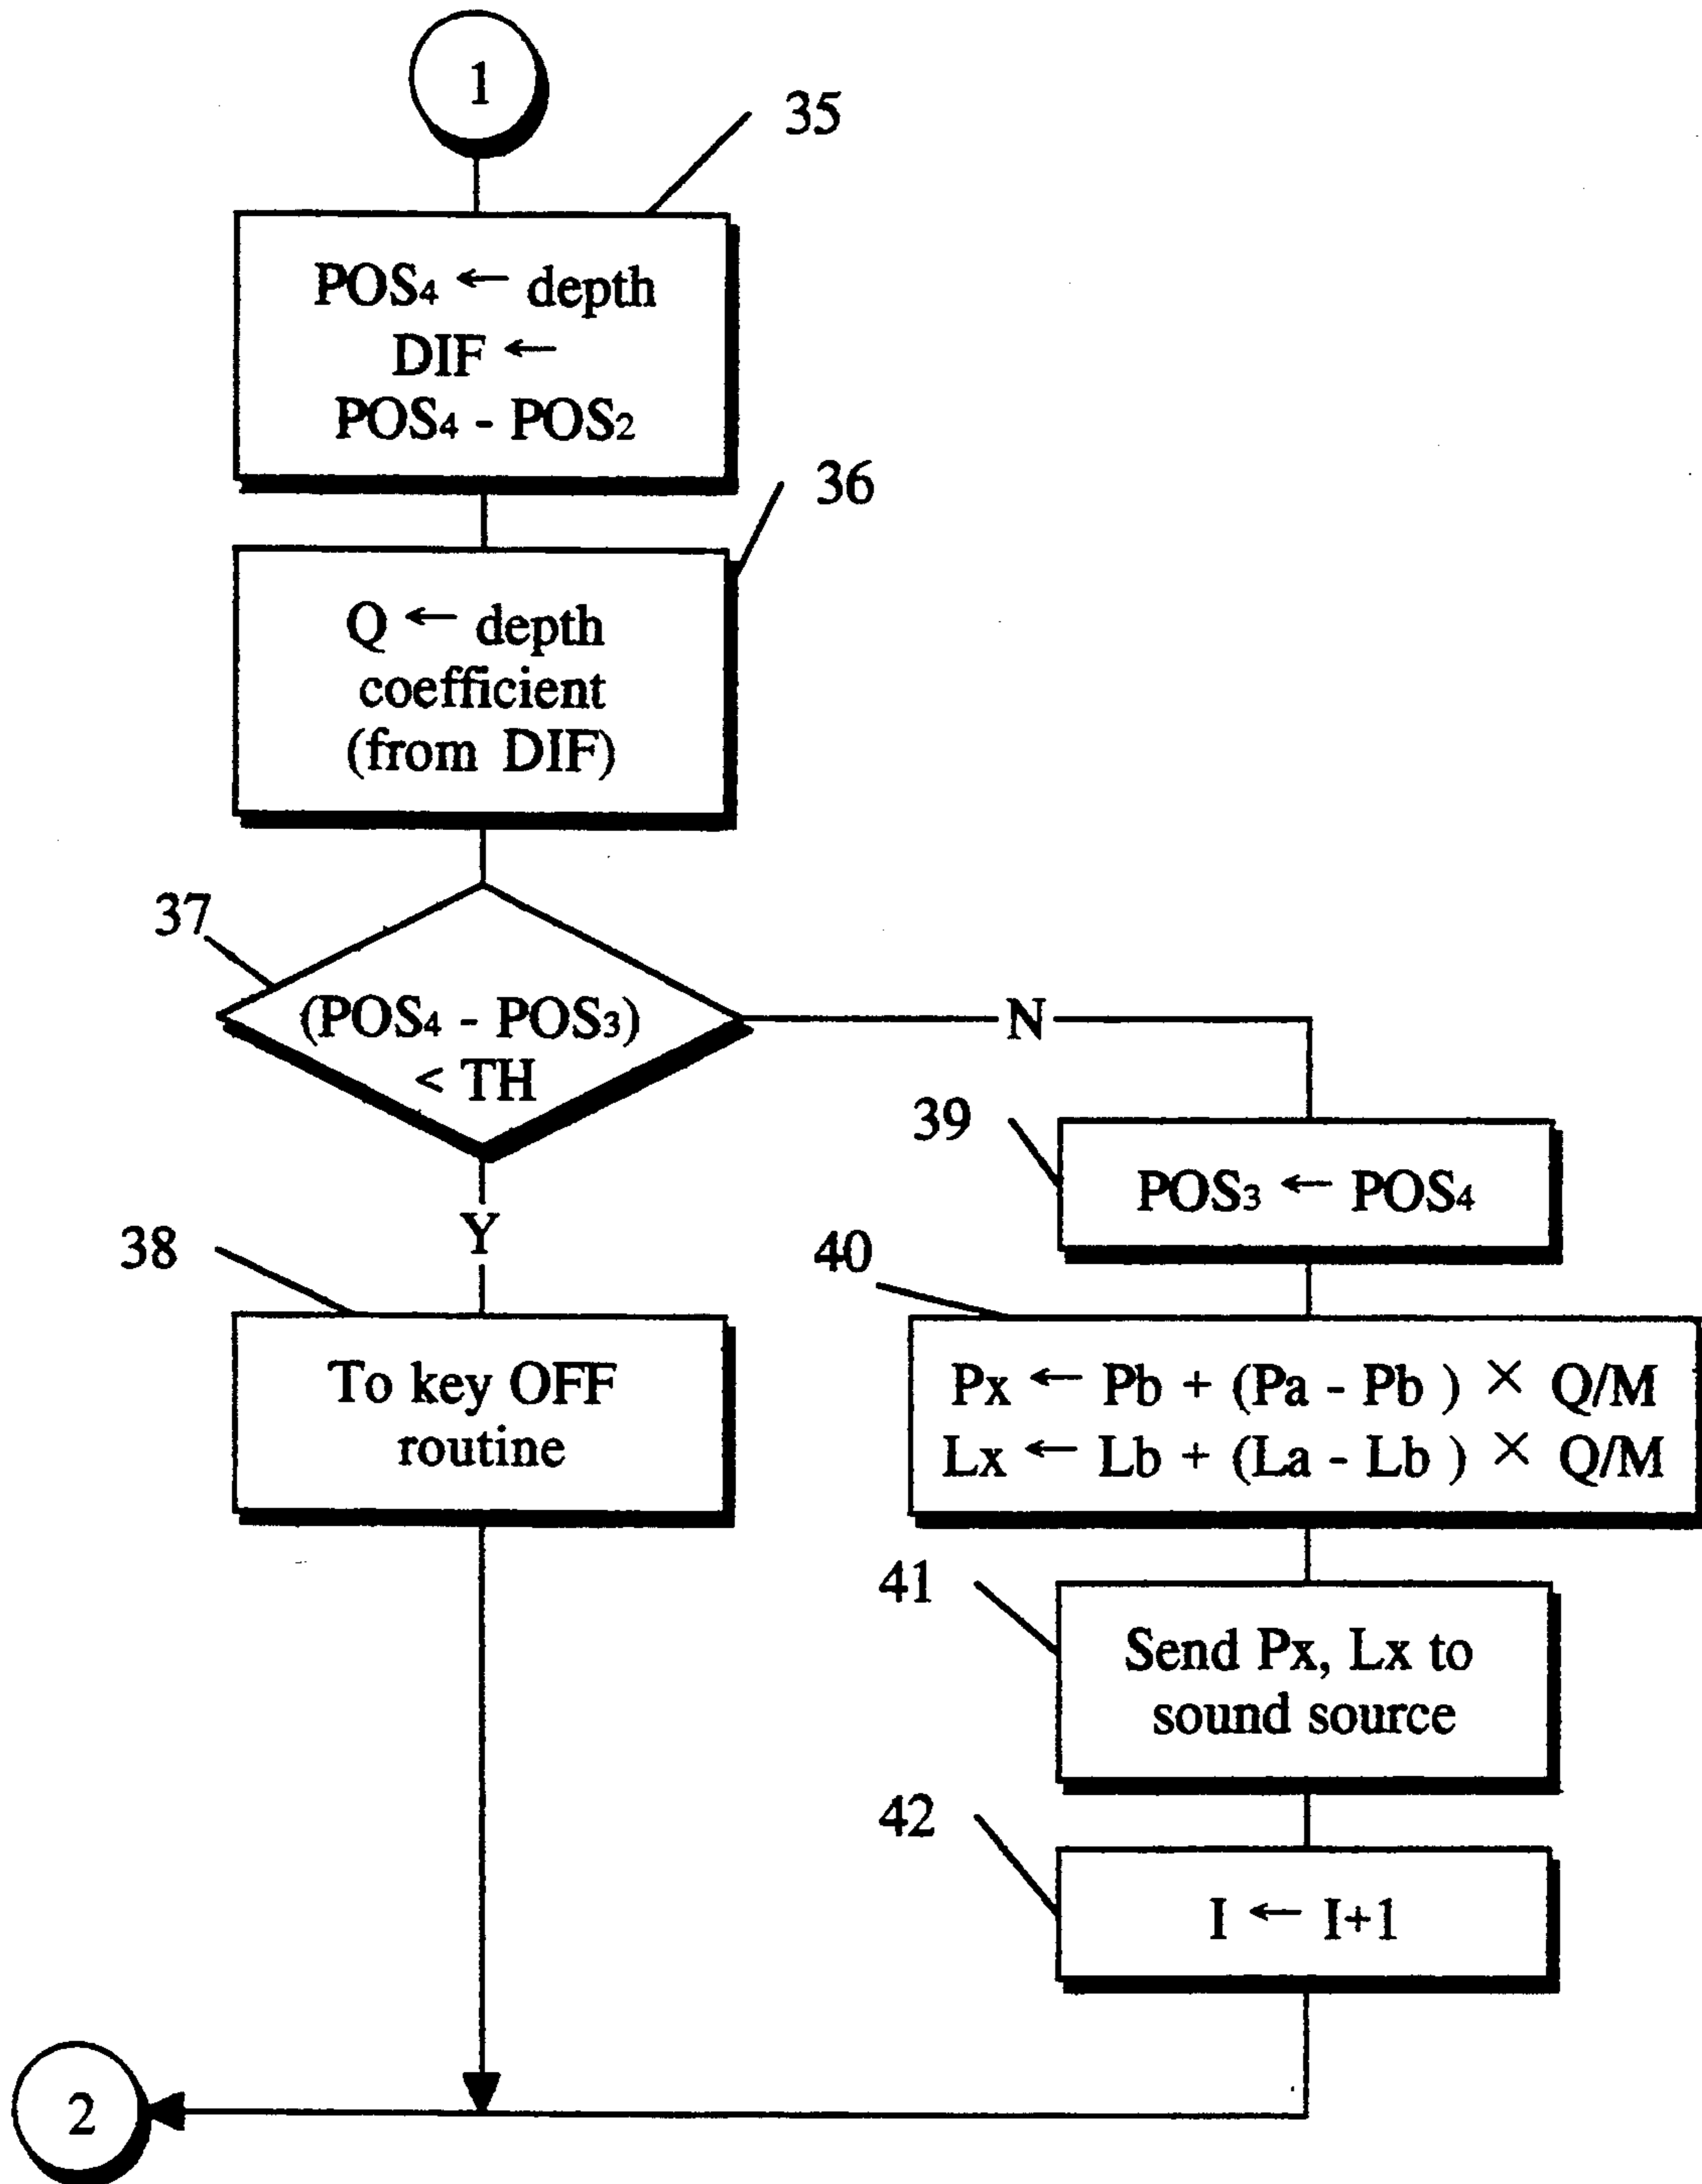 1
35
POS₄ ← depth
DIF ←
POS₄ - POS₂
36
Q ← depth
coefficient
(from DIF)
37
(POS₄ - POS₃)
< TH
N
Y
38
To key OFF
routine
39
POS₃ ← POS₄
40
Px ← Pb + (Pa - Pb ) × Q/M
Lx ← Lb + (La - Lb ) × Q/M
41
Send Px, Lx to
sound source
42
I ← I+1
2